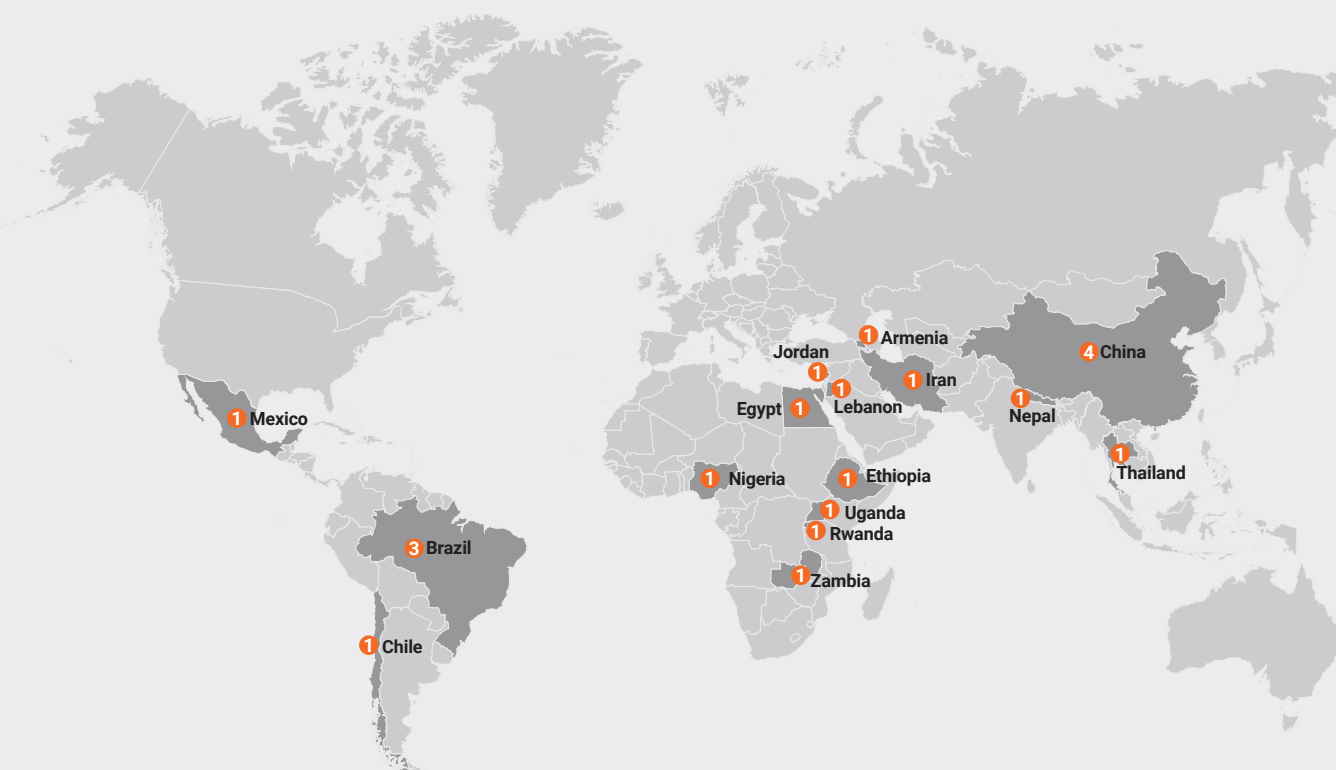 1 Armenia
Jordan
1
4 China
1 Iran
1 Lebanon
Egypt 1
1 Nepal
1 Mexico
1 Thailand
1 Nigeria
1 Ethiopia
1 Uganda
1 Rwanda
3 Brazil
1 Zambia
1 Chile